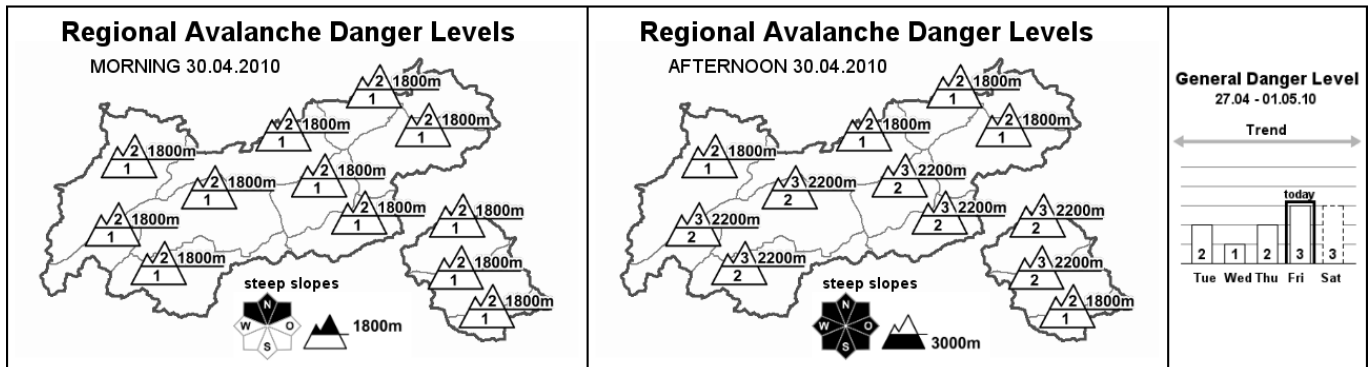 Regional Avalanche Danger Levels
MORNING 30.04.2010
2 1800m
1
2 1800m
1
2 1800m
1
2 1800m
1
2 1800m
1
2 1800m
1
2 1800m
1
2 1800m
1
2 1800m
1
2 1800m
1
2 1800m
1
2 1800m
1
steep slopes
N
W O
S
1800m
Regional Avalanche Danger Levels
AFTERNOON 30.04.2010
2 1800m
1
2 1800m
1
2 1800m
1
2 1800m
1
3 2200m
2
3 2200m
2
3 2200m
2
3 2200m
2
3 2200m
2
3 2200m
2
2 2200m
2
2 1800m
1
steep slopes
N
W O
S
3000m
General Danger Level
27.04 - 01.05.10
Trend
today
2 1 2 3 3
Tue Wed Thu Fri Sat